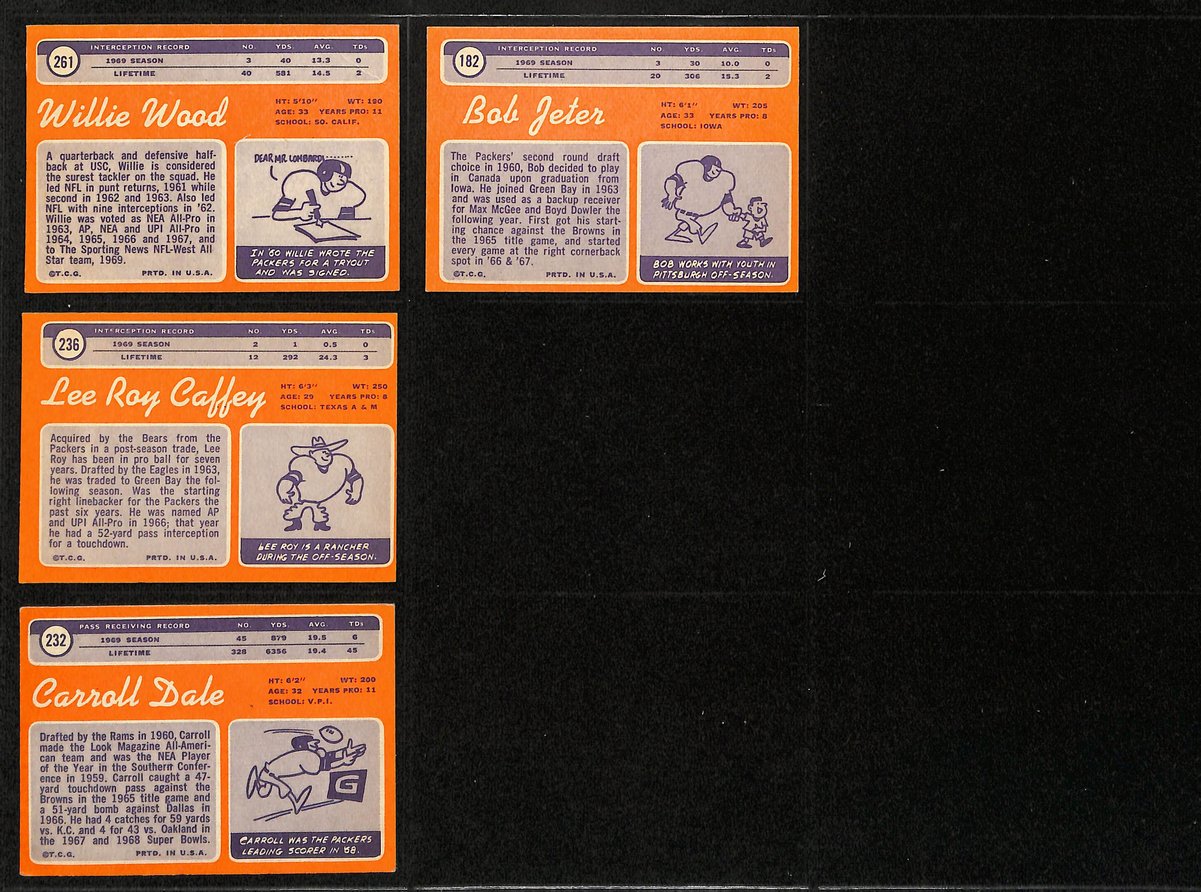 261
INTERCEPTION RECORD NO. YDS. AVG. TDs
1969 SEASON 3 40 13.3 0
LIFETIME 40 581 14.5 2
Willie Wood
HT: 5'10" WT: 190
AGE: 33 YEARS PRO: 11
SCHOOL: SO. CALIF.
A quarterback and defensive half-
back at USC, Willie is considered
the surest tackler on the squad. He
led NFL in punt returns, 1961 while
second in 1962 and 1963. Also led
NFL with nine interceptions in '62.
Willie was voted as NEA All-Pro in
1963, AP, NEA and UPI All-Pro in
1964, 1965, 1966 and 1967, and
to The Sporting News NFL-West All
Star team, 1969.
©T.C.G. PRTD. IN U.S.A.
DEAR MR. LOMBARDI........
IN '60 WILLIE WROTE THE
PACKERS FOR A TRYOUT
AND WAS SIGNED.
182
INTERCEPTION RECORD NO. YDS. AVG. TDs
1969 SEASON 3 30 10.0 0
LIFETIME 20 306 15.3 2
Bob Jeter
HT: 6'1" WT: 205
AGE: 33 YEARS PRO: 8
SCHOOL: IOWA
The Packers' second round draft
choice in 1960, Bob decided to play
in Canada upon graduation from
Iowa. He joined Green Bay in 1963
and was used as a backup receiver
for Max McGee and Boyd Dowler the
following year. First got his start-
ing chance against the Browns in
the 1965 title game, and started
every game at the right cornerback
spot in '66 & '67.
©T.C.G. PRTD. IN U.S.A.
BOB WORKS WITH YOUTH IN
PITTSBURGH OFF-SEASON.
236
INTERCEPTION RECORD NO. YDS. AVG. TDs
1969 SEASON 2 1 0.5 0
LIFETIME 12 292 24.3 3
Lee Roy Caffey
HT: 6'3" WT: 250
AGE: 29 YEARS PRO: 8
SCHOOL: TEXAS A & M
Acquired by the Bears from the
Packers in a post-season trade, Lee
Roy has been in pro ball for seven
years. Drafted by the Eagles in 1963,
he was traded to Green Bay the fol-
lowing season. Was the starting
right linebacker for the Packers the
past six years. He was named AP
and UPI All-Pro in 1966; that year
he had a 52-yard pass interception
for a touchdown.
©T.C.G. PRTD. IN U.S.A.
LEE ROY IS A RANCHER
DURING THE OFF-SEASON.
232
PASS RECEIVING RECORD NO. YDS. AVG. TDs
1969 SEASON 45 879 19.5 6
LIFETIME 328 6356 19.4 45
Carroll Dale
HT: 6'2" WT: 200
AGE: 32 YEARS PRO: 11
SCHOOL: V.P.I.
Drafted by the Rams in 1960, Carroll
made the Look Magazine All-Ameri-
can team and was the NEA Player
of the Year in the Southern Confer-
ence in 1959. Carroll caught a 47-
yard touchdown pass against the
Browns in the 1965 title game and
a 51-yard bomb against Dallas in
1966. He had 4 catches for 59 yards
vs. K.C. and 4 for 43 vs. Oakland in
the 1967 and 1968 Super Bowls.
©T.C.G. PRTD. IN U.S.A.
G
CARROLL WAS THE PACKERS
LEADING SCORER IN '68.